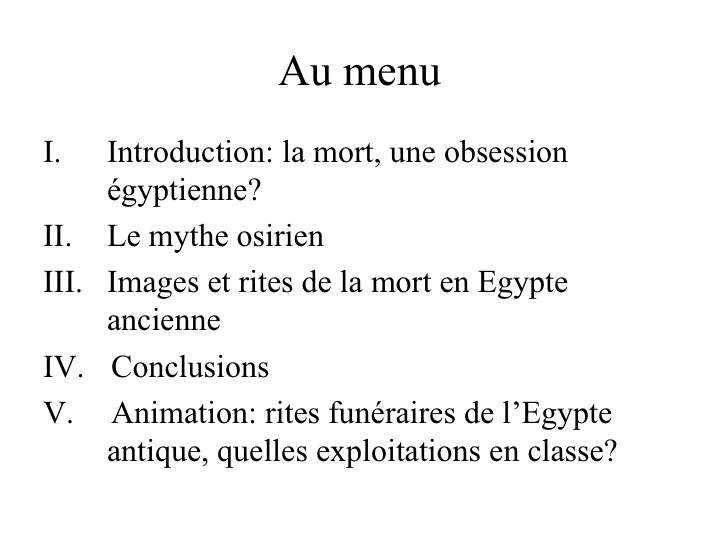 Au menu
I. Introduction: la mort, une obsession
égyptienne?
II. Le mythe osirien
III. Images et rites de la mort en Egypte
ancienne
IV. Conclusions
V. Animation: rites funéraires de l’Egypte
antique, quelles exploitations en classe?